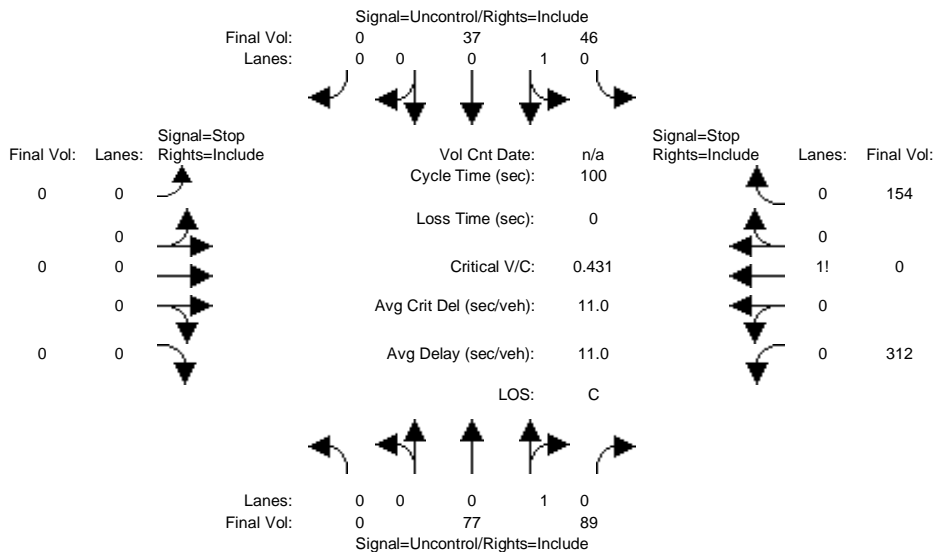 Signal=Uncontrol/Rights=Include
Final Vol: 0 37 46
Lanes: 0 0 0 1 0
Signal=Stop
Final Vol: Lanes: Rights=Include
Vol Cnt Date: n/a
Signal=Stop
Rights=Include Lanes: Final Vol:
0 0
Cycle Time (sec): 100
0 154
0
Loss Time (sec): 0
0
0 0
Critical V/C: 0.431
1! 0
0
Avg Crit Del (sec/veh): 11.0
0
0 0
Avg Delay (sec/veh): 11.0
0 312
LOS: C
Lanes: 0 0 0 1 0
Final Vol: 0 77 89
Signal=Uncontrol/Rights=Include